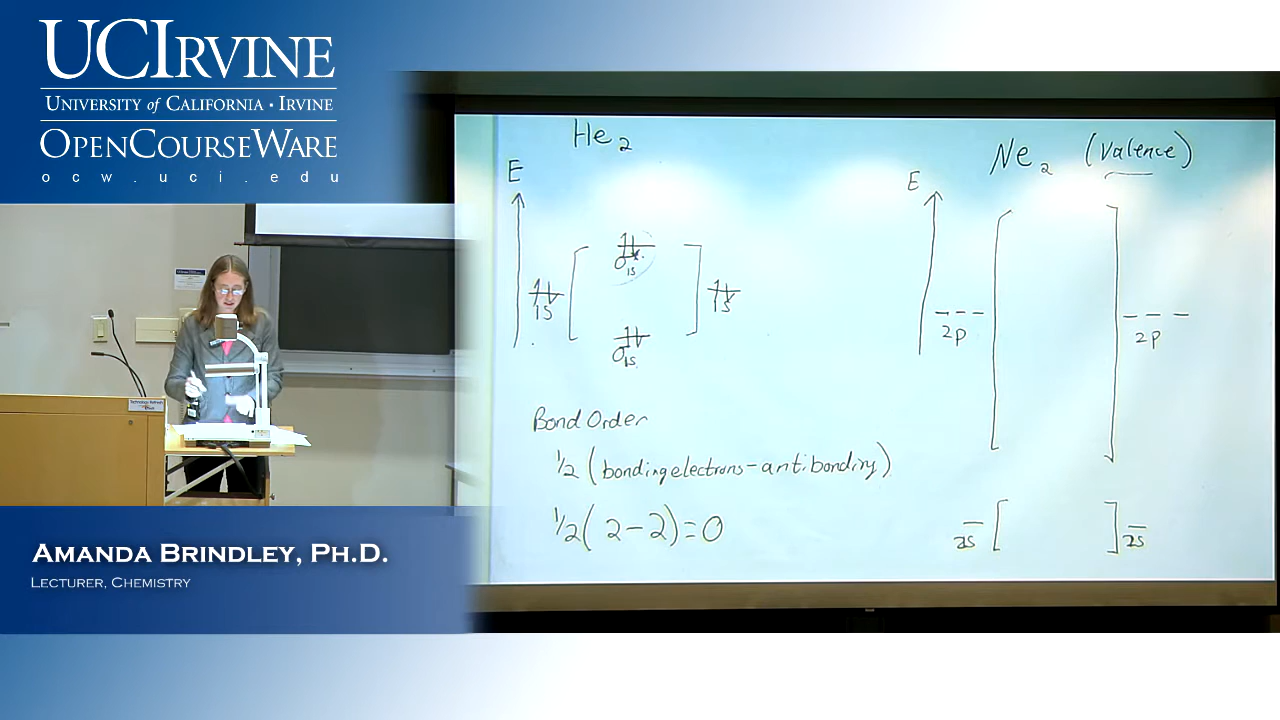 UCIRVINE
UNIVERSITY of CALIFORNIA • IRVINE
OPENCOURSEWARE
ocw.uci.edu
AMANDA BRINDLEY, PH.D.
LECTURER, CHEMISTRY
He₂
E
1s
σ*1s
1s
σ1s
Bond Order
½ (bonding electrons - antibonding)
½ (2 - 2) = 0
Ne₂ (Valence)
E
2p
2p
2s
2s